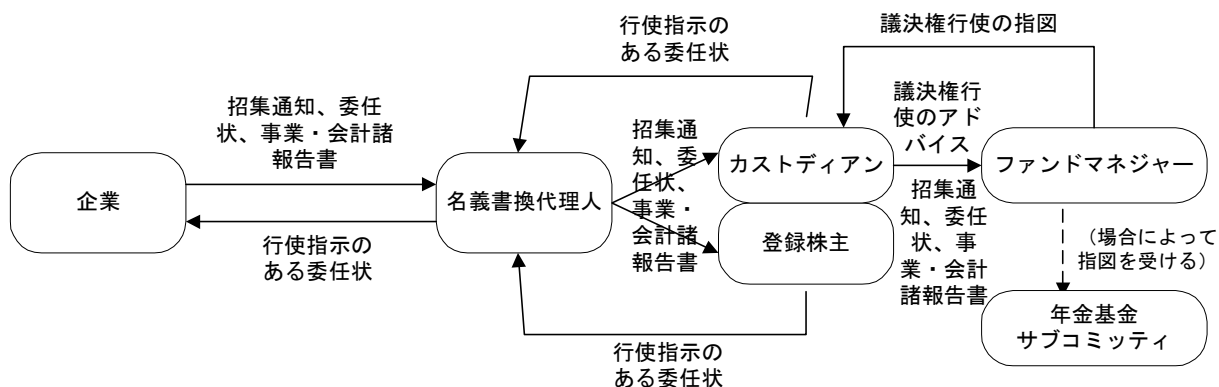 行使指示の
ある委任状
議決権行使の指図
招集通知、委任
状、事業・会計諸
報告書
招集通
知、委
任状、
事業・
会計諸
報告書
議決権行
使のアド
バイス
企業
名義書換代理人
カストディアン
ファンドマネジャー
登録株主
行使指示の
ある委任状
招集通
知、委任
状、事
業・会計
諸報告書
（場合によって
指図を受ける）
年金基金
サブコミッティ
行使指示の
ある委任状